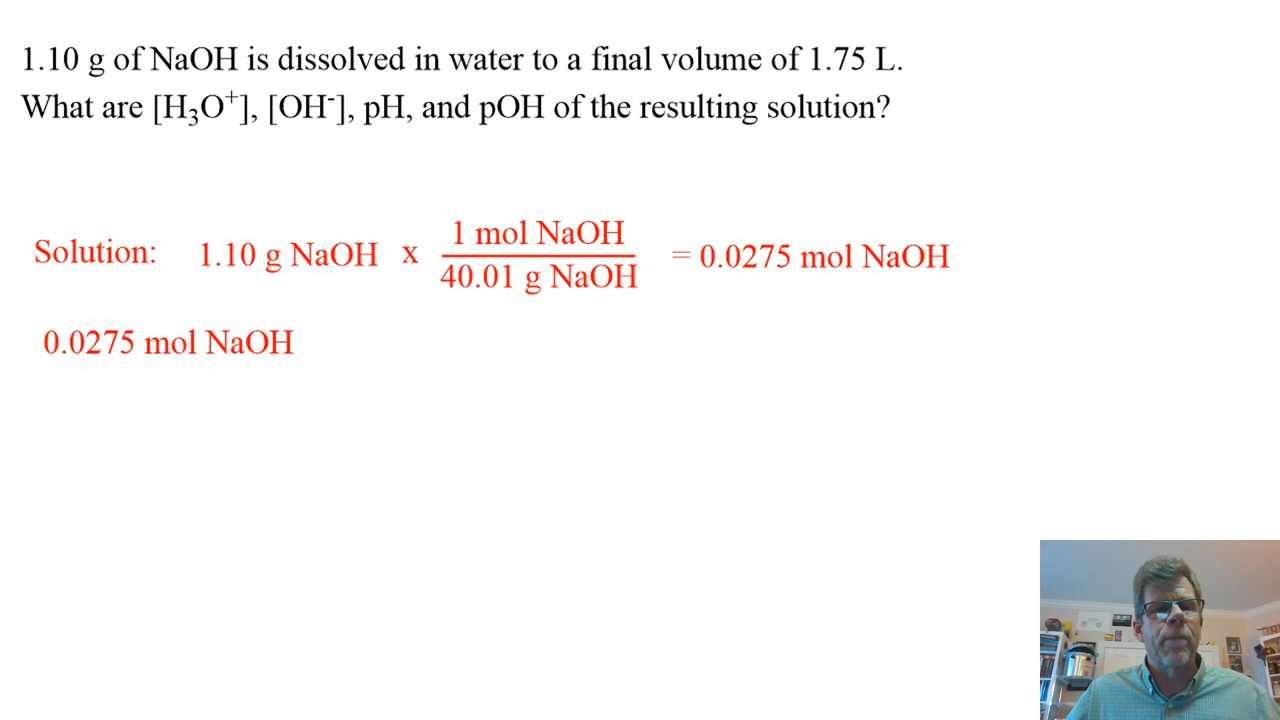 1.10 g of NaOH is dissolved in water to a final volume of 1.75 L.
What are [H₃O⁺], [OH⁻], pH, and pOH of the resulting solution?
Solution: 1.10 g NaOH x 1 mol NaOH / 40.01 g NaOH = 0.0275 mol NaOH
0.0275 mol NaOH